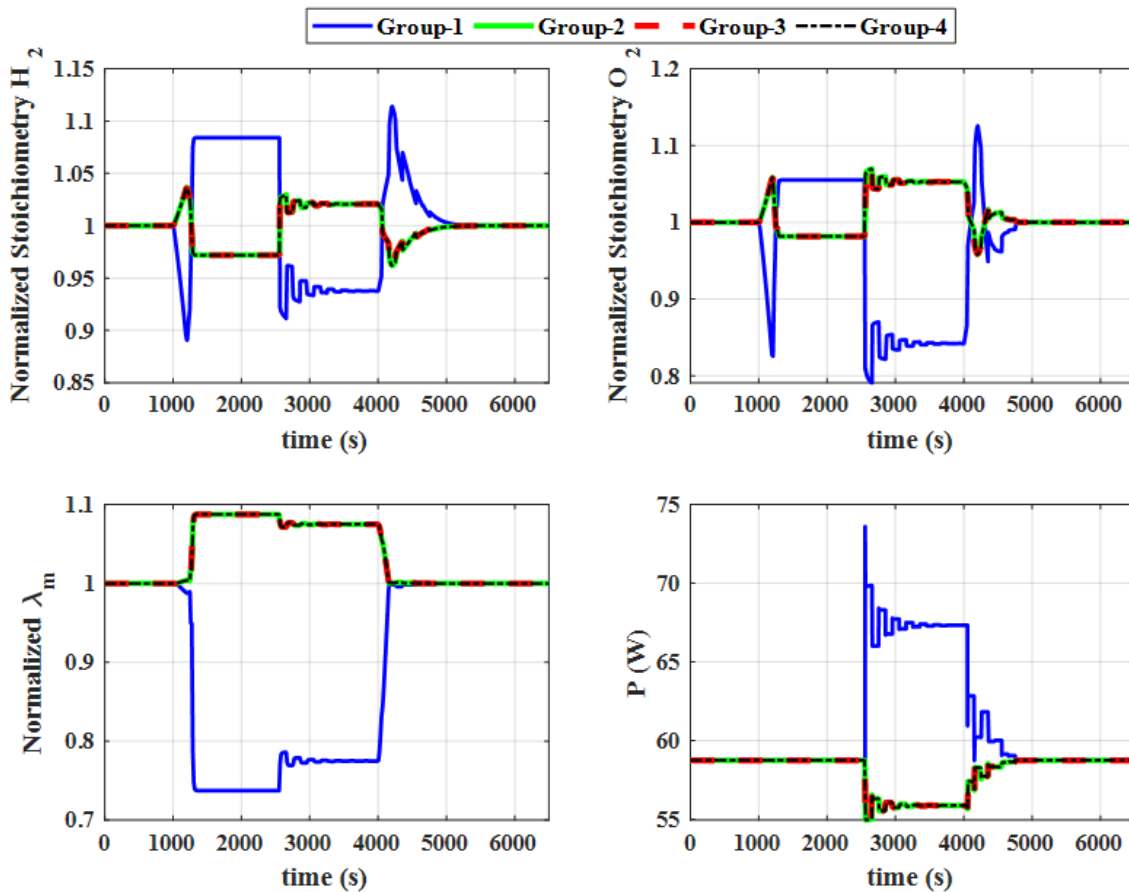 Group-1 Group-2 Group-3 Group-4
Normalized Stoichiometry H2
1.15
1.1
1.05
1
0.95
0.9
0.85
0 1000 2000 3000 4000 5000 6000
time (s)
Normalized Stoichiometry O2
1.2
1.1
1
0.9
0.8
0 1000 2000 3000 4000 5000 6000
time (s)
Normalized λm
1.1
1
0.9
0.8
0.7
0 1000 2000 3000 4000 5000 6000
time (s)
P (W)
75
70
65
60
55
0 1000 2000 3000 4000 5000 6000
time (s)